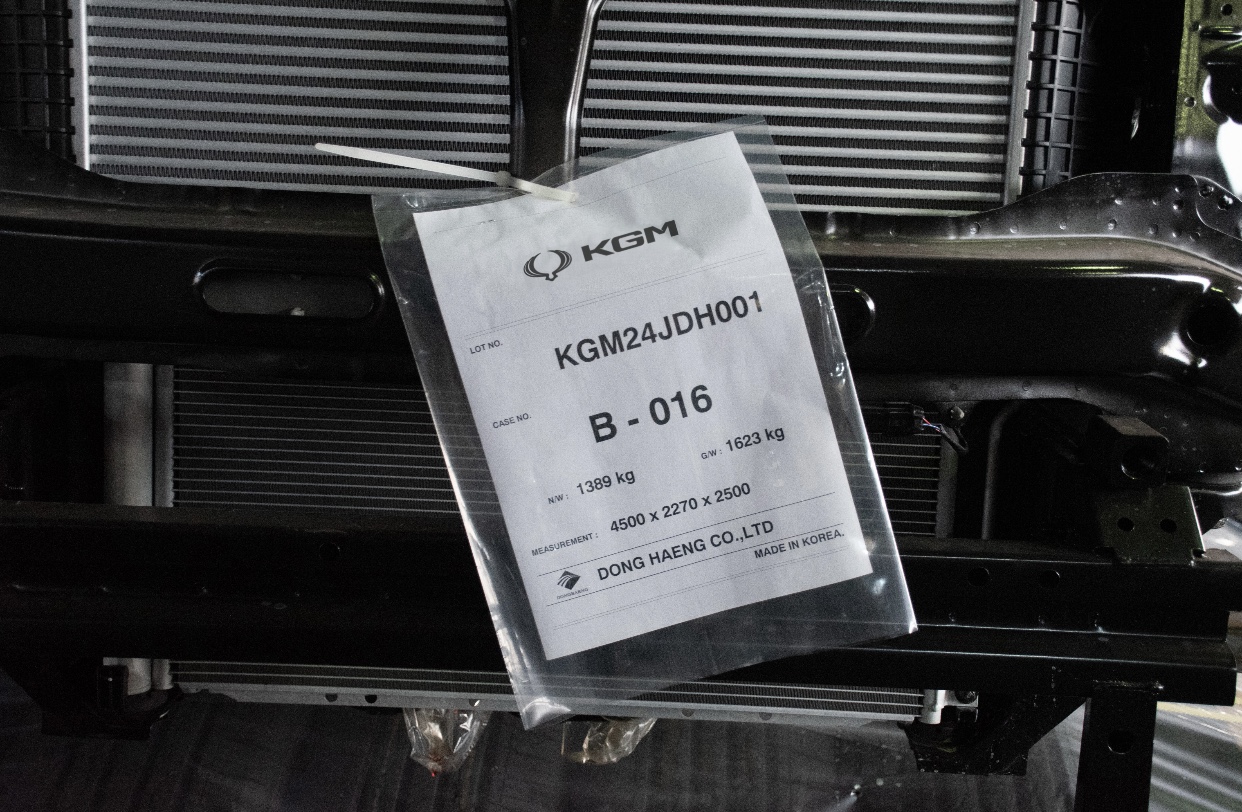 KGM
LOT NO. KGM24JDH001
CASE NO. B - 016
N/W : 1389 kg G/W : 1623 kg
MEASUREMENT : 4500 x 2270 x 2500
DONG HAENG CO.,LTD
MADE IN KOREA.